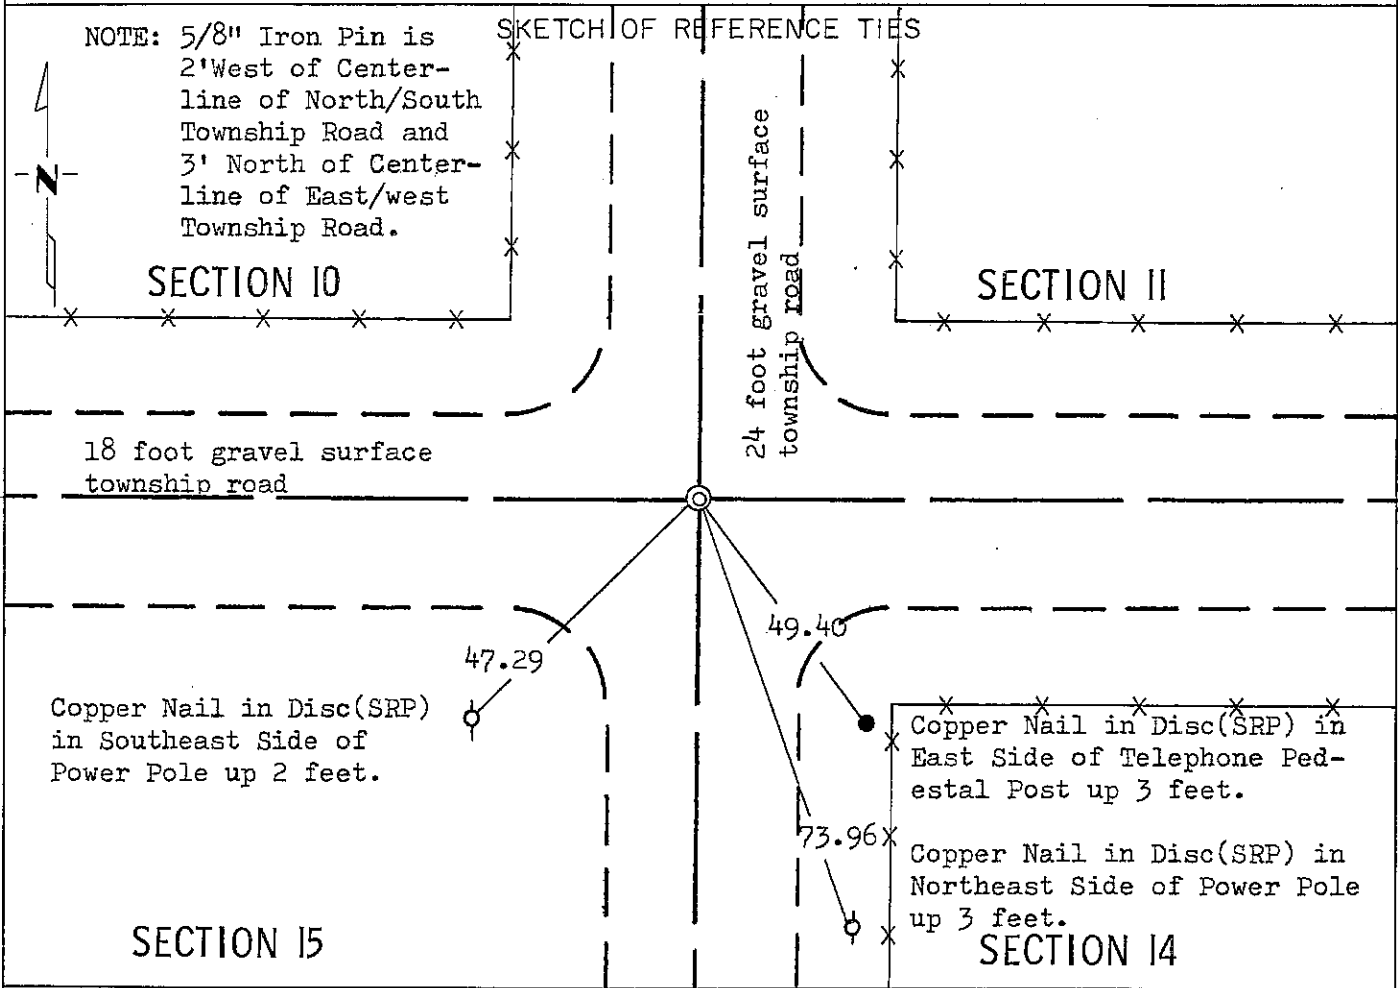 SKETCH OF REFERENCE TIES
NOTE: 5/8" Iron Pin is
2'West of Center-
line of North/South
Township Road and
3' North of Center-
line of East/west
Township Road.
N
SECTION 10
24 foot gravel surface
township road
SECTION 11
18 foot gravel surface
township road
47.29
49.40
Copper Nail in Disc(SRP)
in Southeast Side of
Power Pole up 2 feet.
Copper Nail in Disc(SRP) in
East Side of Telephone Ped-
estal Post up 3 feet.
73.96
Copper Nail in Disc(SRP) in
Northeast Side of Power Pole
up 3 feet.
SECTION 15
SECTION 14